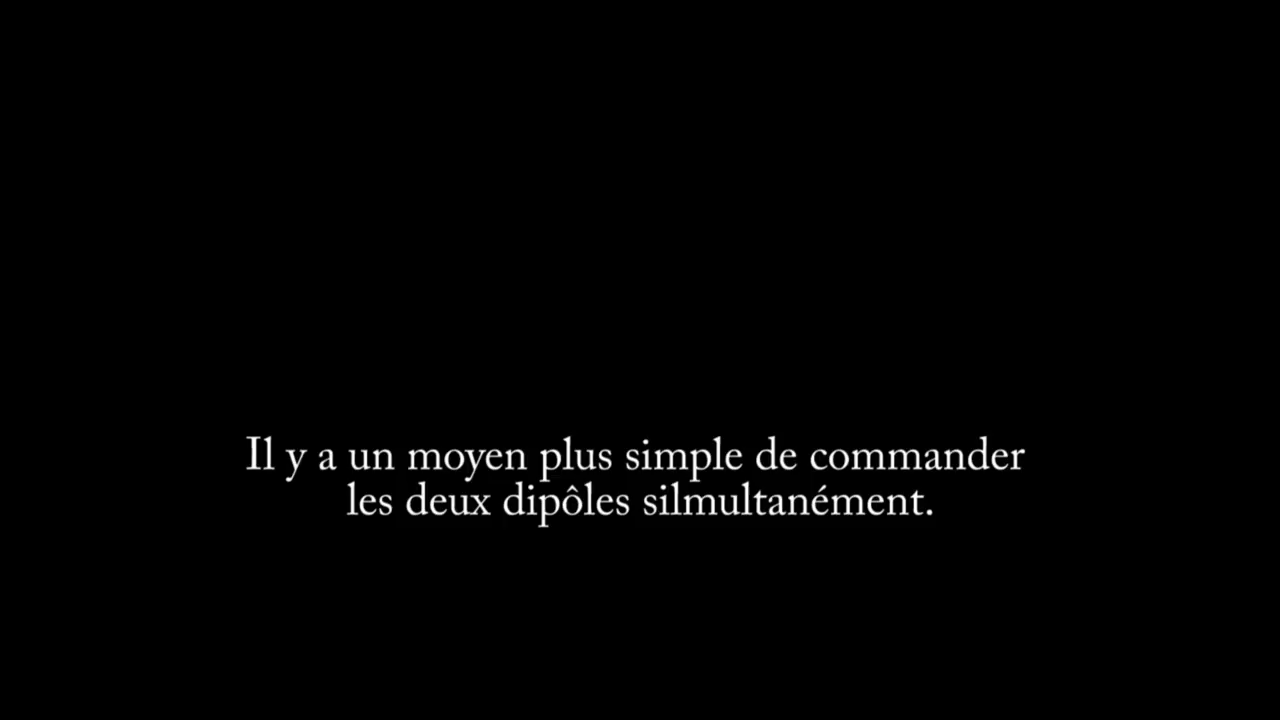 Il y a un moyen plus simple de commander
les deux dipôles silmultanément.